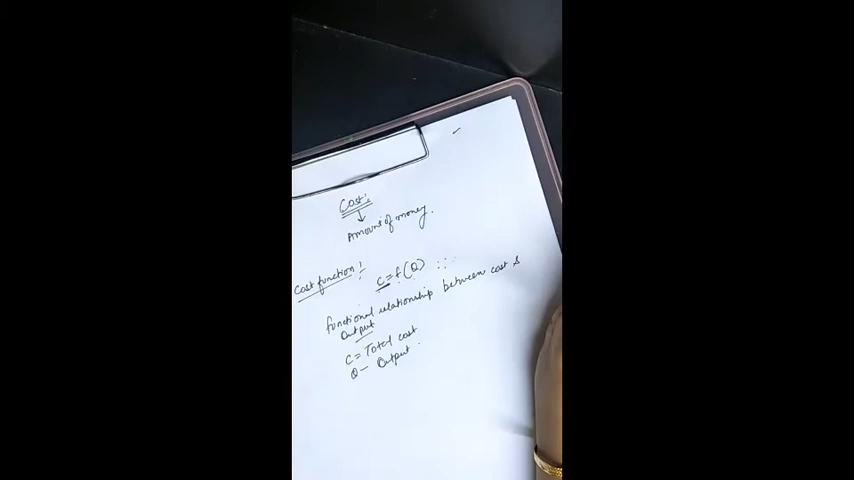 Cost:
Amount of money.
Cost function:
C = f(Q)
functional relationship between cost &
Output
C = Total cost
Q - Output